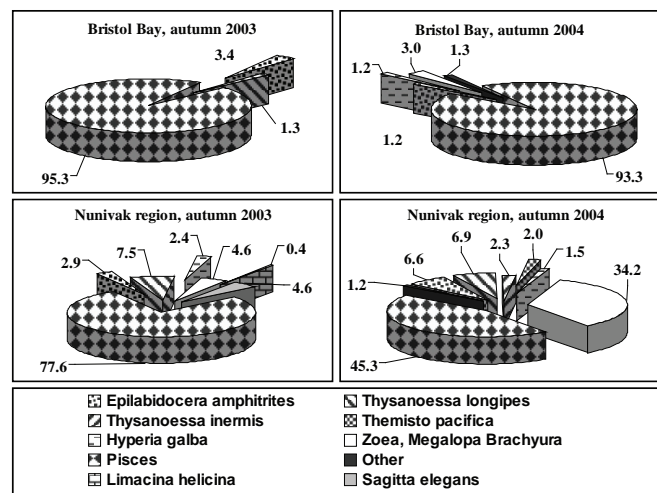 Bristol Bay, autumn 2003
3.4
1.3
95.3
Bristol Bay, autumn 2004
1.2
3.0
1.3
1.2
93.3
Nunivak region, autumn 2003
2.9
7.5
2.4
4.6
0.4
4.6
77.6
Nunivak region, autumn 2004
1.2
6.6
6.9
2.3
2.0
1.5
34.2
45.3
Epilabidocera amphitrites
Thysanoessa longipes
Thysanoessa inermis
Themisto pacifica
Hyperia galba
Zoea, Megalopa Brachyura
Pisces
Other
Limacina helicina
Sagitta elegans